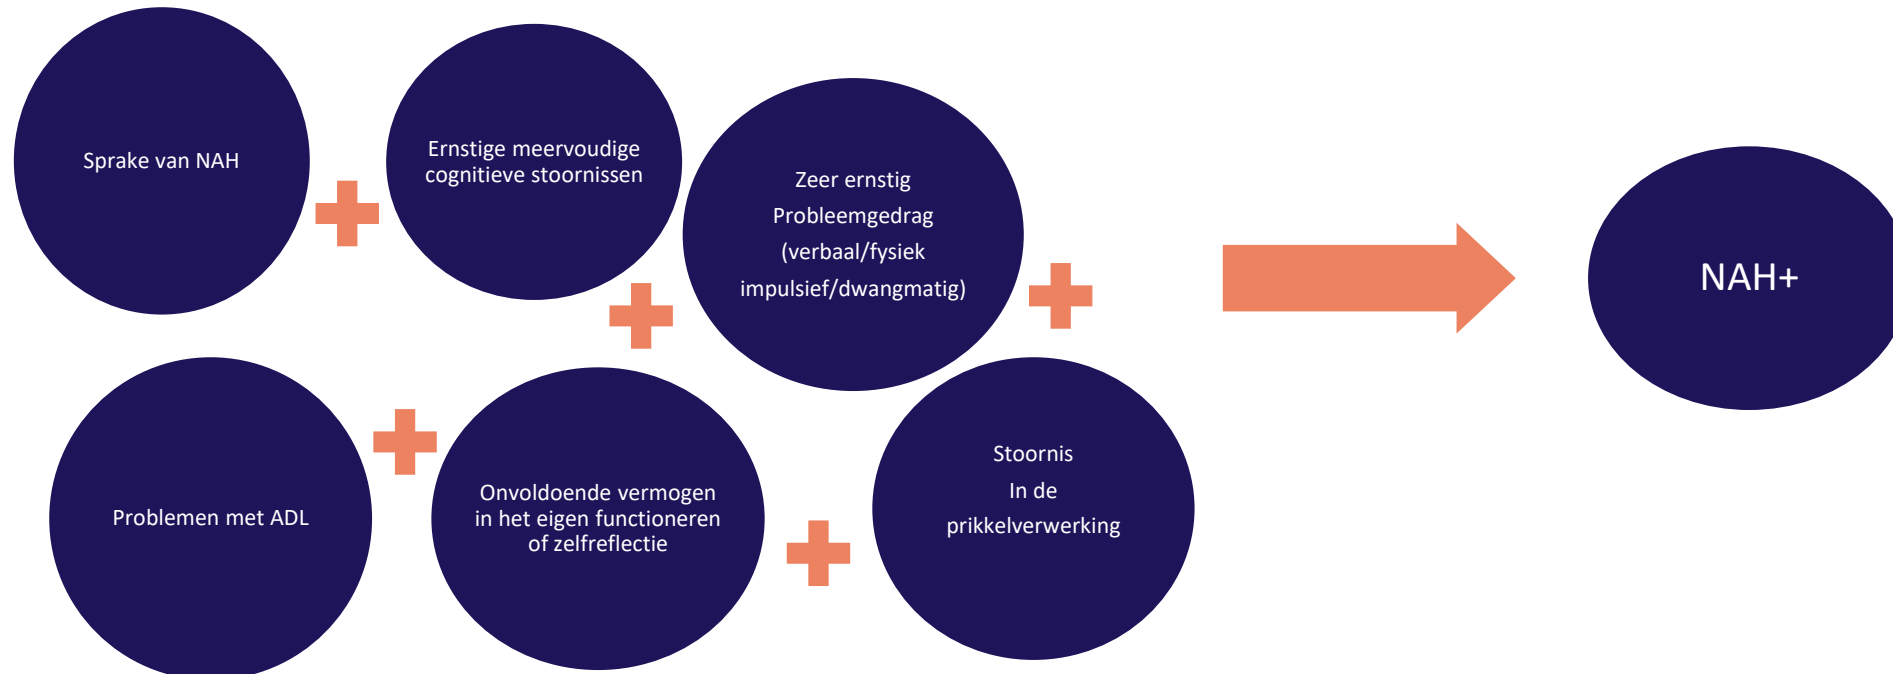 Sprake van NAH
Ernstige meervoudige
cognitieve stoornissen
Zeer ernstig
Probleemgedrag
(verbaal/fysiek
impulsief/dwangmatig)
Problemen met ADL
Onvoldoende vermogen
in het eigen functioneren
of zelfreflectie
Stoornis
In de
prikkelverwerking
NAH+